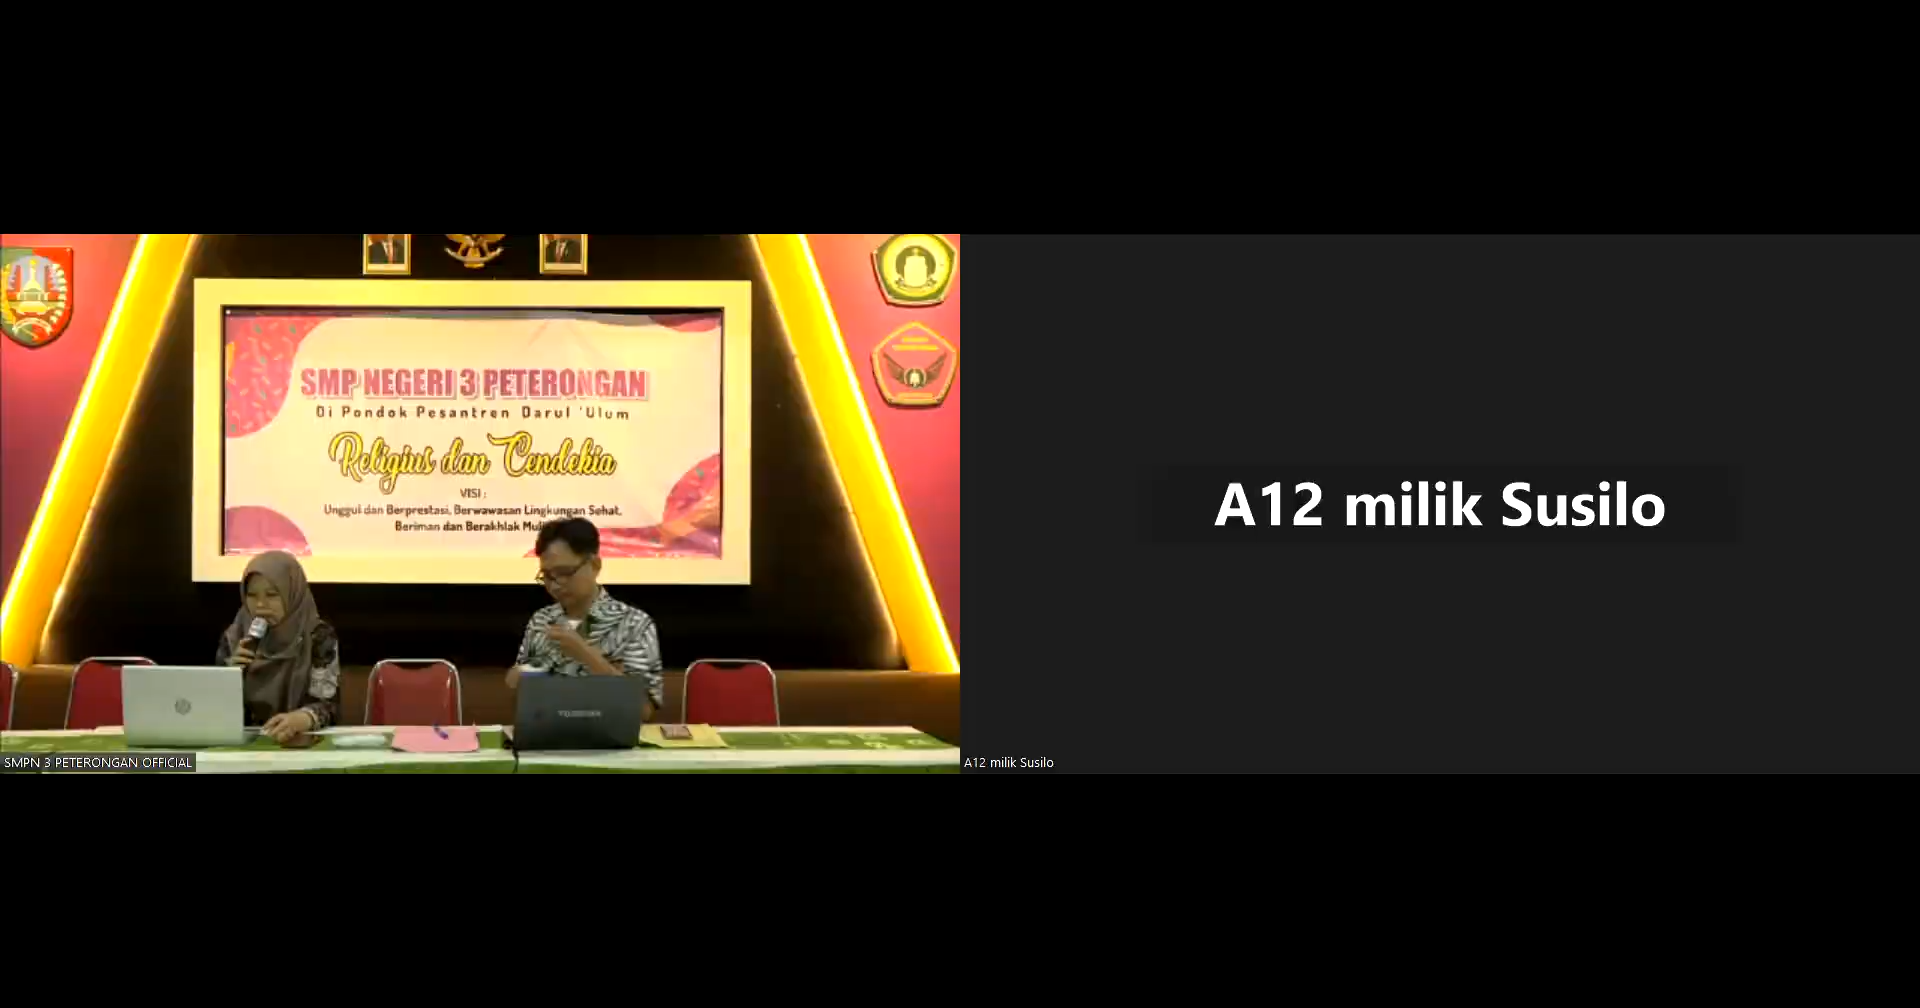 SMP NEGERI 3 PETERONGAN
Di Pondok Pesantren Darul 'Ulum
Religius dan Cendekia
VISI :
Unggul dan Berprestasi, Berwawasan Lingkungan Sehat,
Beriman dan Berakhlak
SMPN 3 PETERONGAN OFFICIAL
A12 milik Susilo
A12 milik Susilo